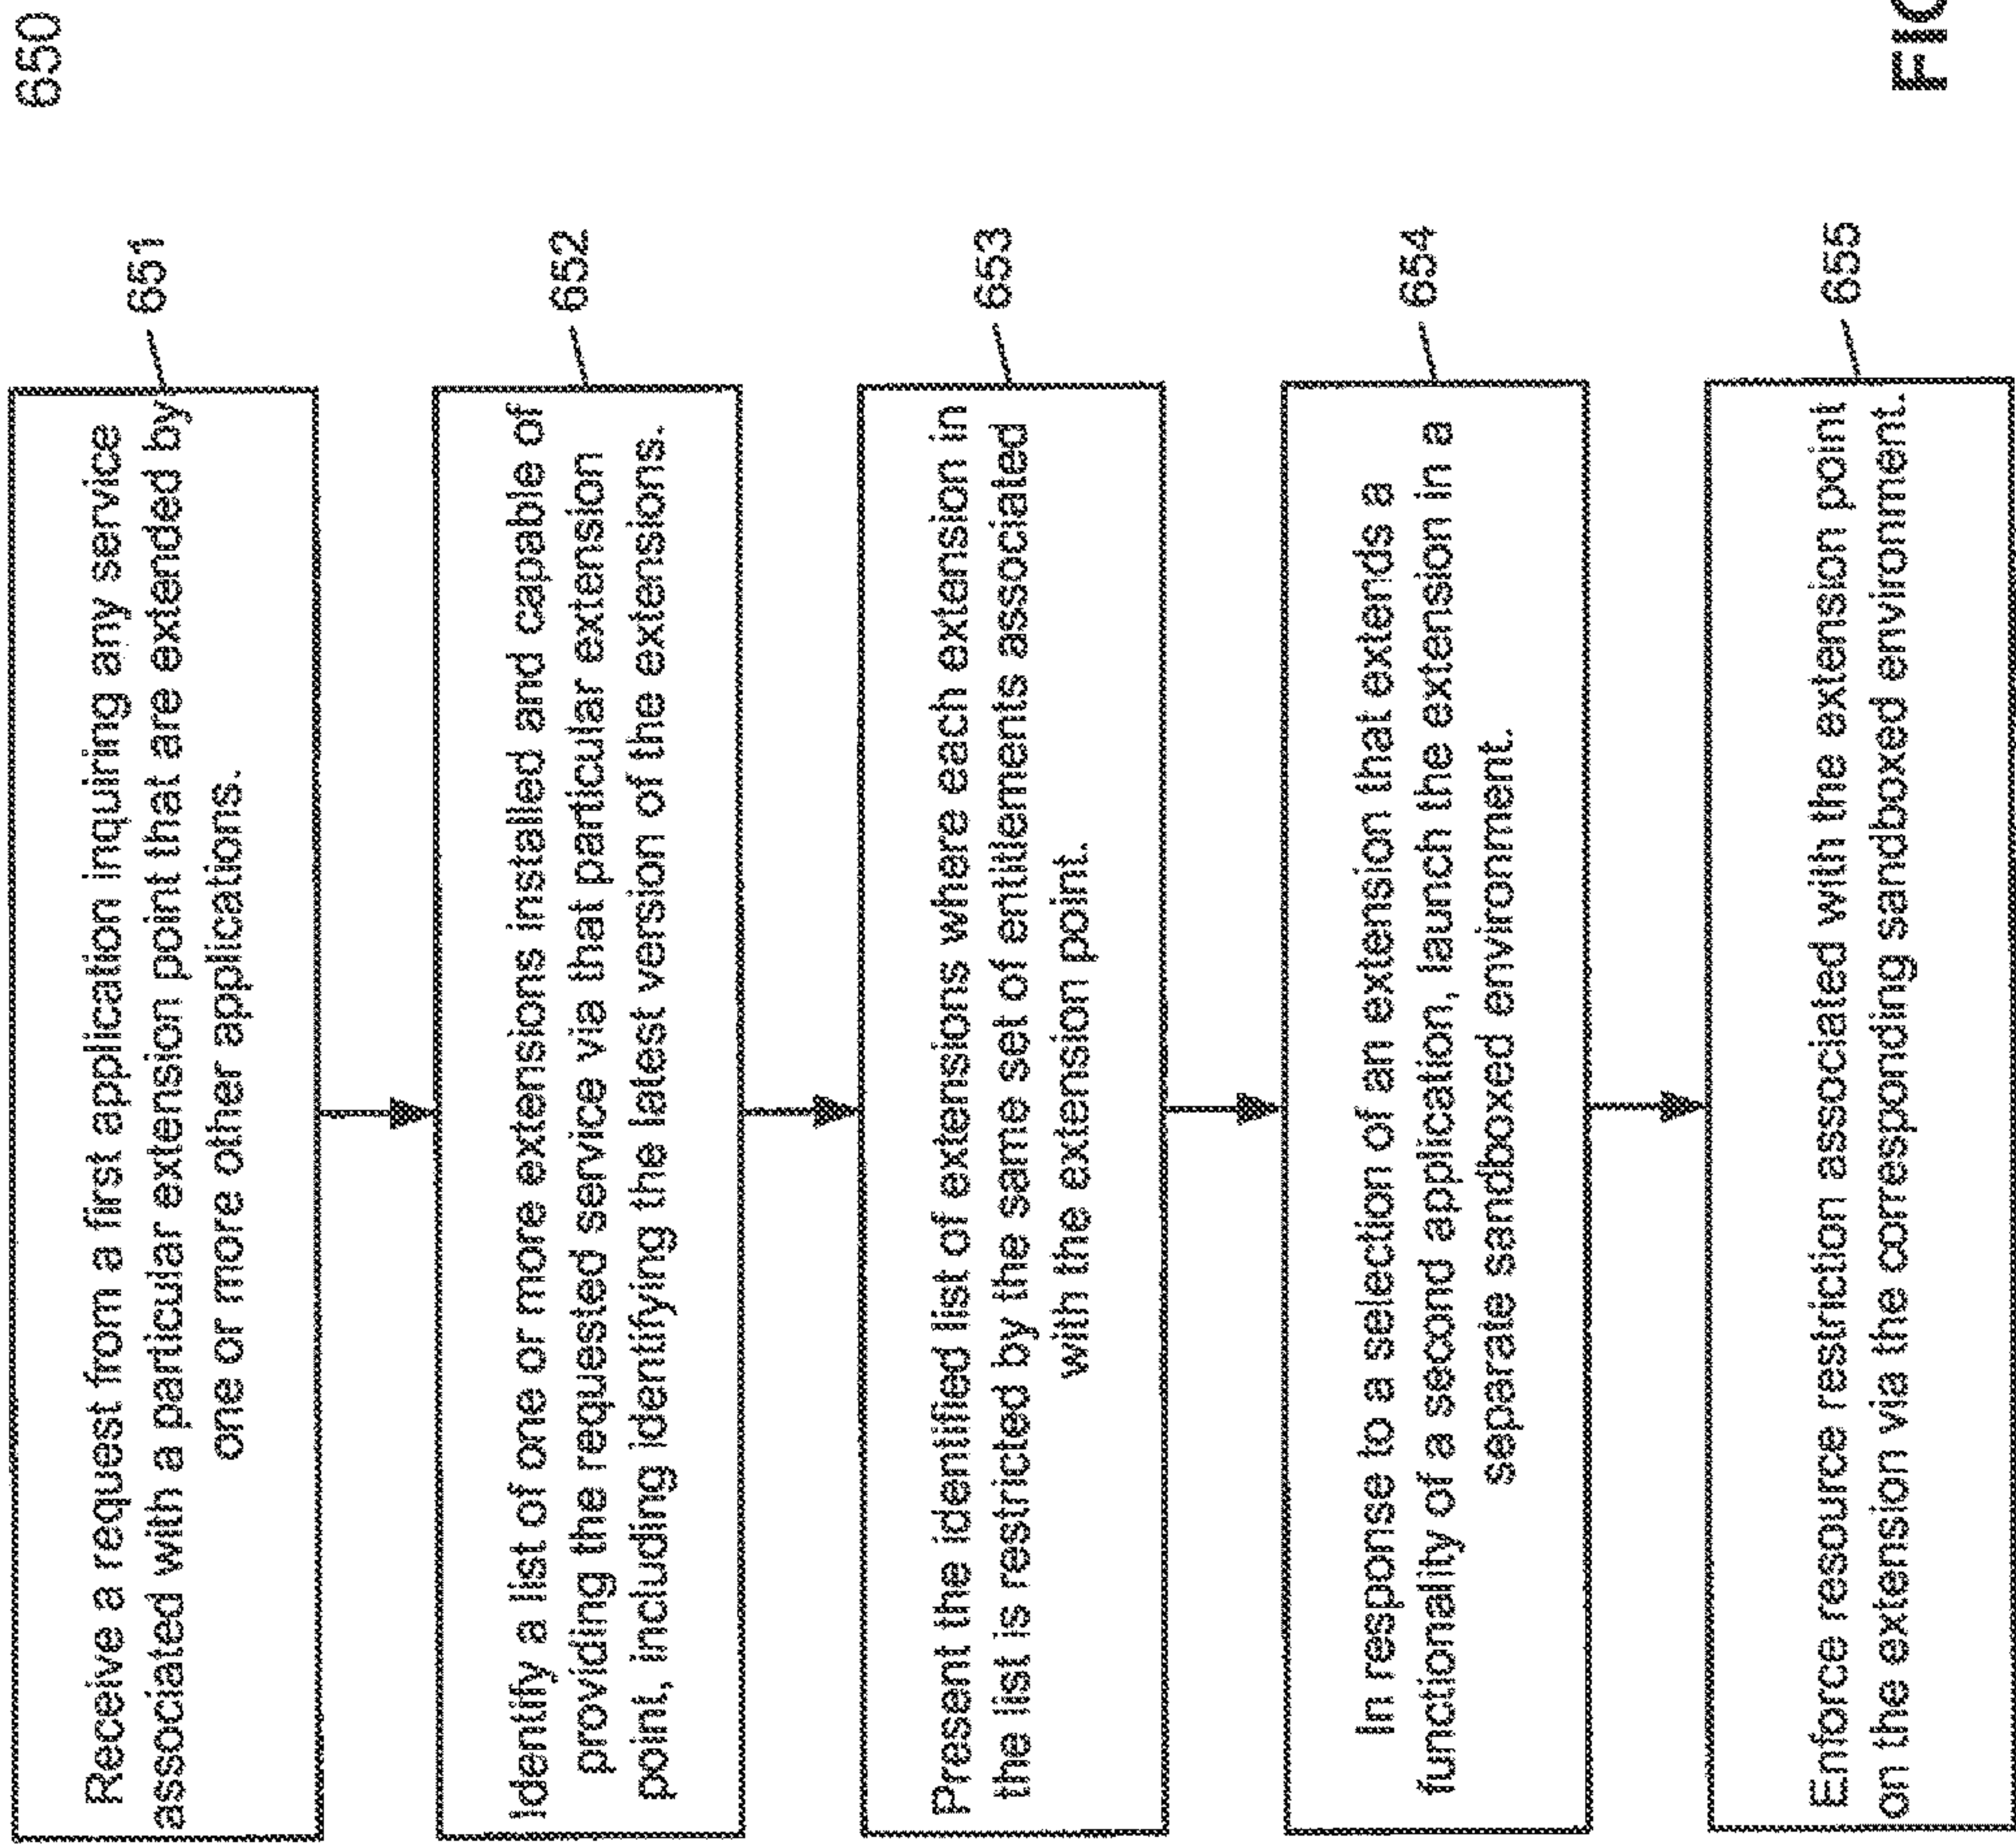 650
Receive a request from a first application inquiring any service
associated with a particular extension point that are extended by
one or more other applications.
651
Identify a list of one or more extensions installed and capable of
providing the requested service via that particular extension
point, including identifying the latest version of the extensions.
652
Present the identified list of extensions where each extension in
the list is restricted by the same set of entitlements associated
with the extension point.
653
In response to a selection of an extension that extends a
functionality of a second application, launch the extension in a
separate sandboxed environment.
654
Enforce resource restriction associated with the extension point
on the extension via the corresponding sandboxed environment.
655